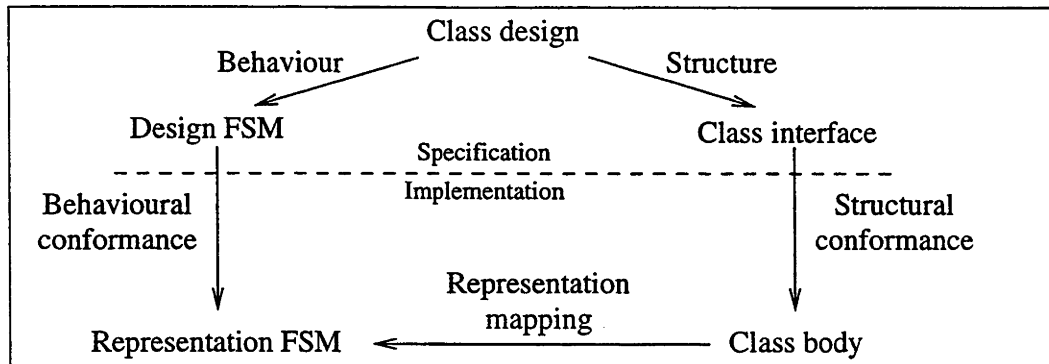 Class design
Behaviour
Structure
Design FSM
Class interface
Specification
Implementation
Behavioural
conformance
Structural
conformance
Representation
mapping
Representation FSM
Class body